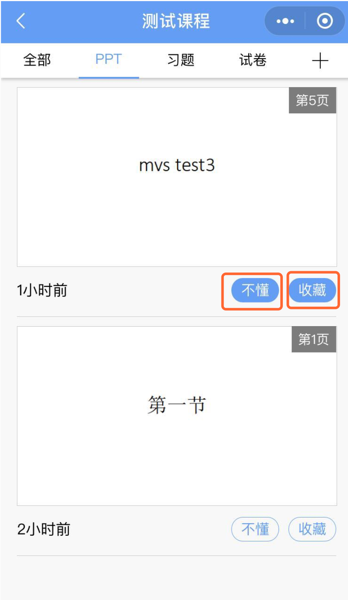 测试课程
全部 PPT 习题 试卷
第5页
mvs test3
1小时前 不懂 收藏
第1页
第一节
2小时前 不懂 收藏